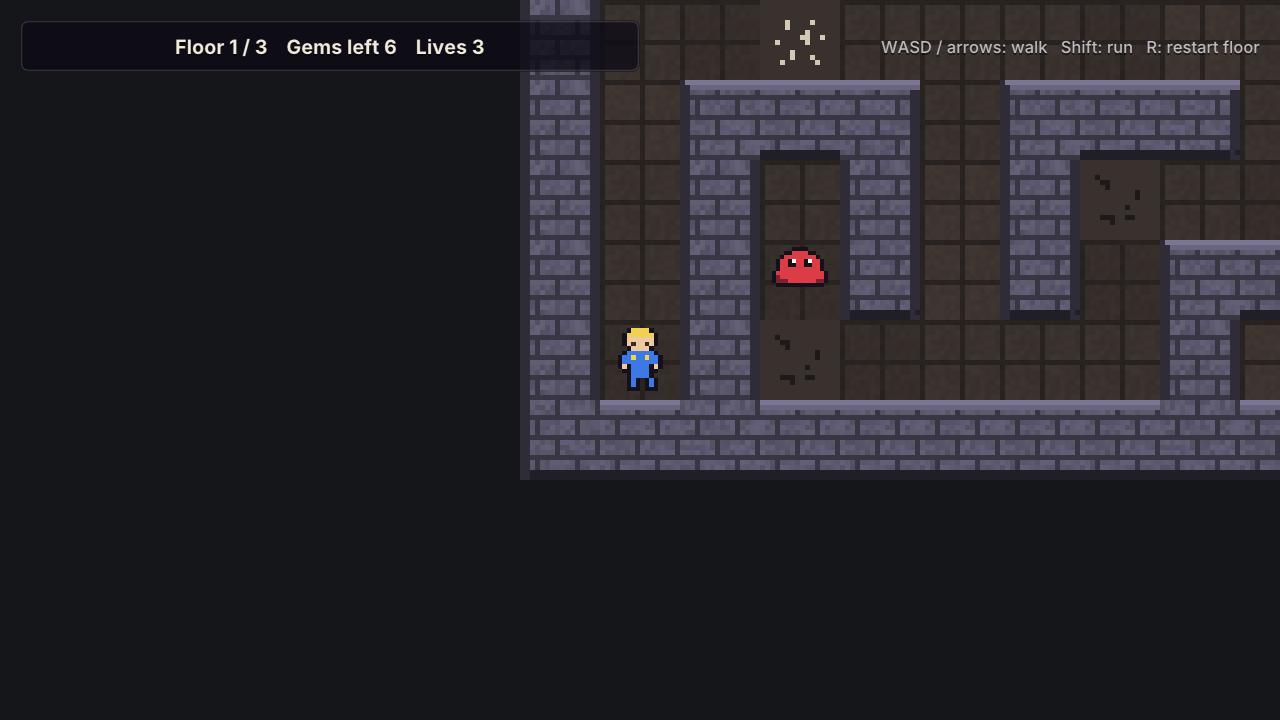 Floor 1 / 3 Gems left 6 Lives 3
WASD / arrows: walk Shift: run R: restart floor